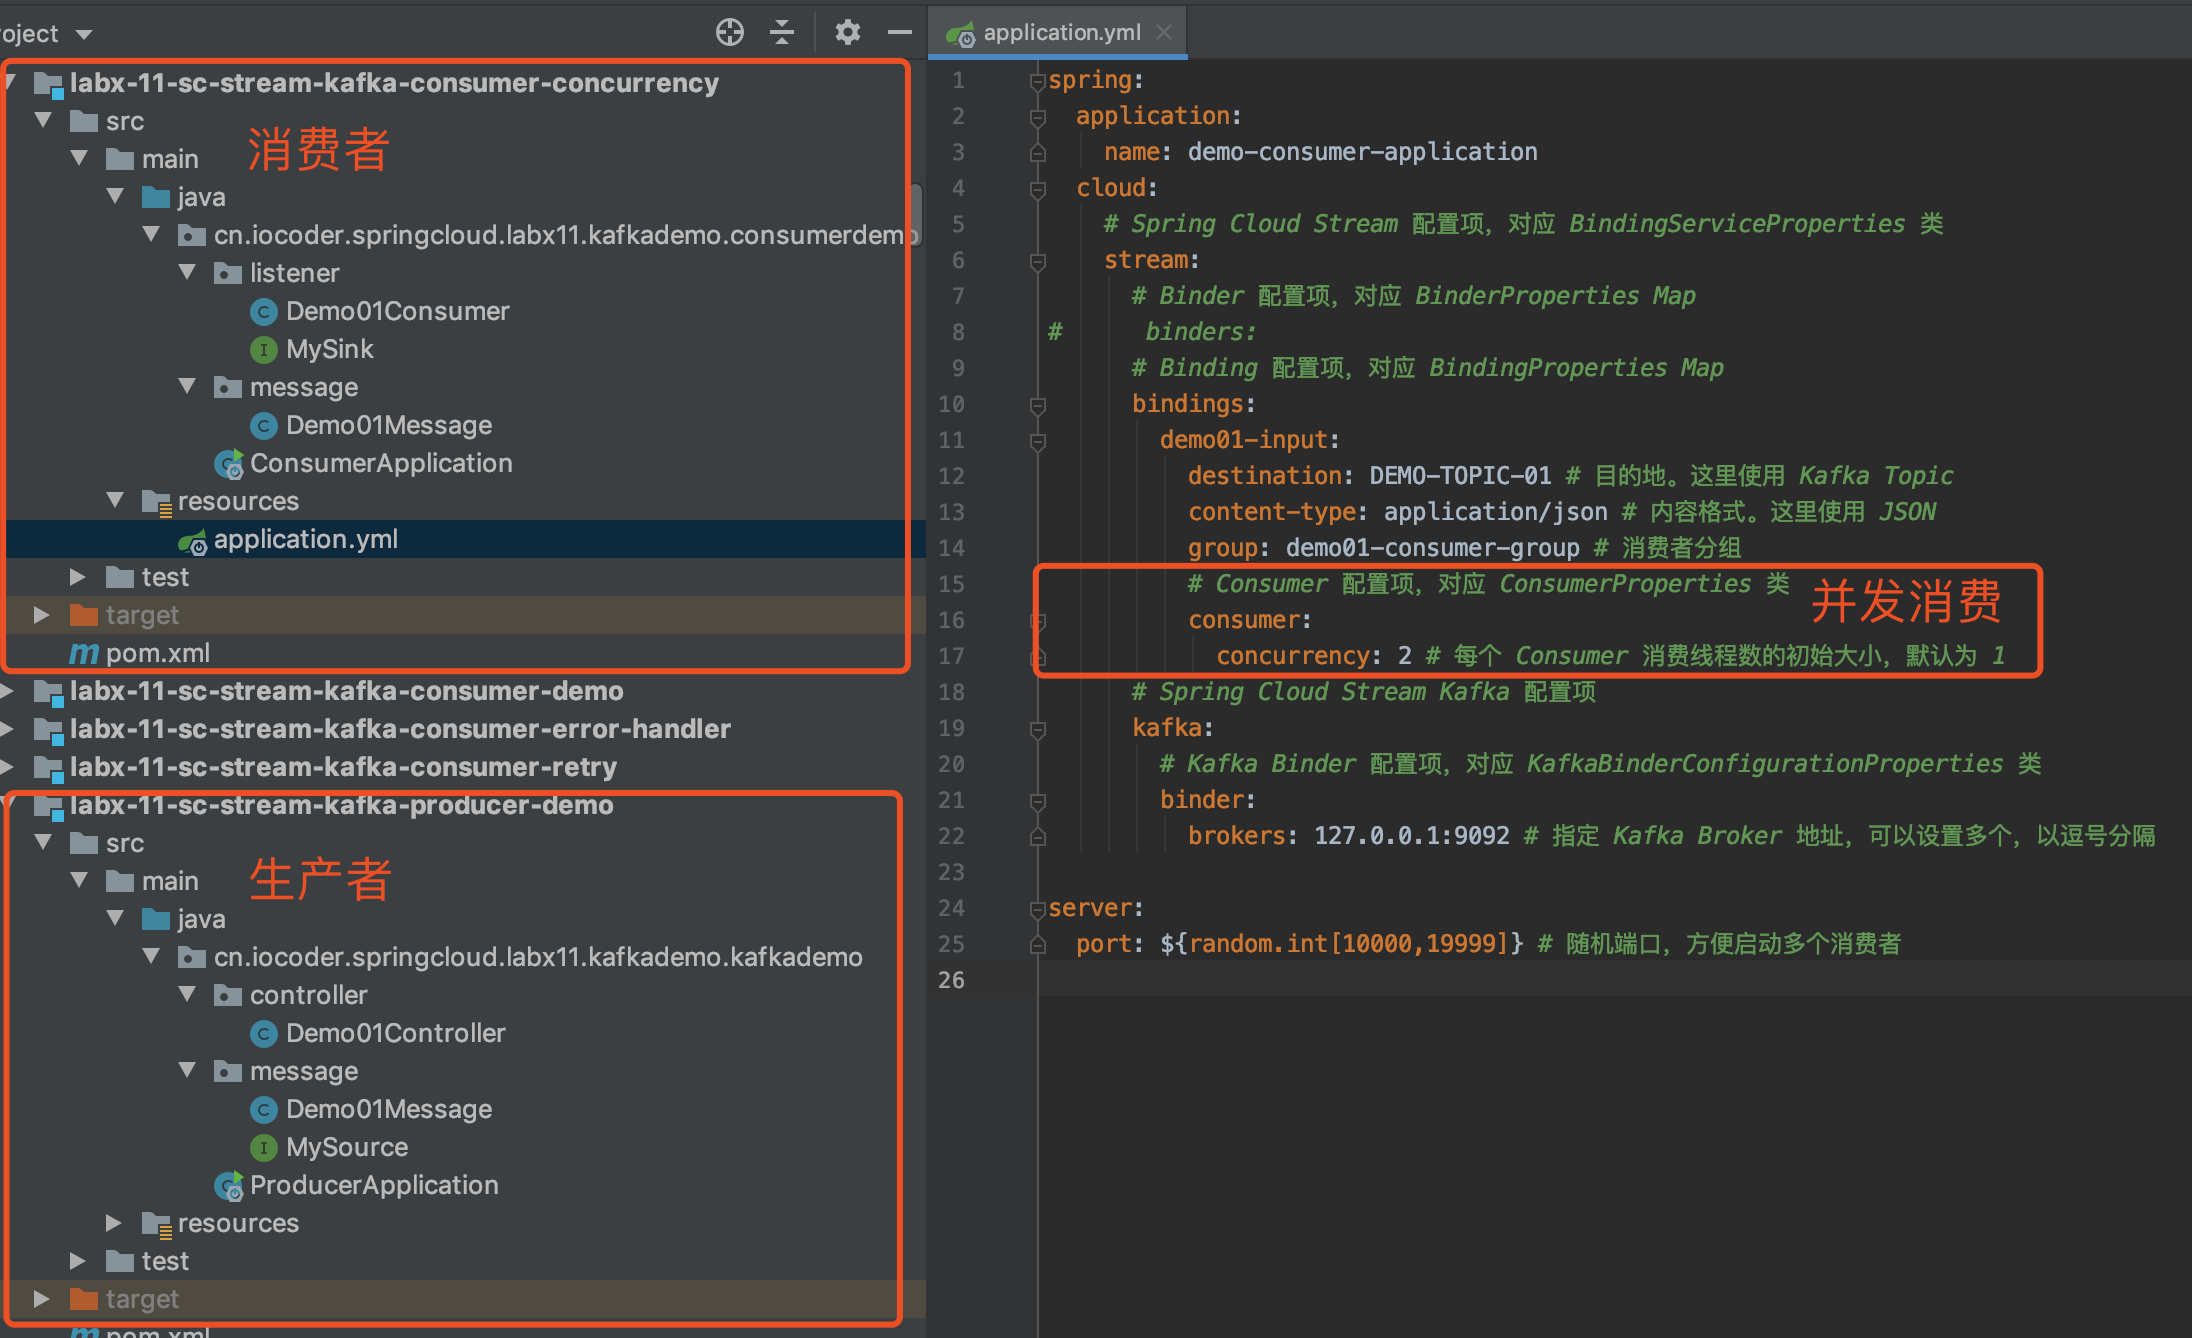 oject
labx-11-sc-stream-kafka-consumer-concurrency
src
main
消费者
java
cn.iocoder.springcloud.labx11.kafkademo.consumerdemo
listener
Demo01Consumer
MySink
message
Demo01Message
ConsumerApplication
resources
application.yml
test
target
pom.xml
labx-11-sc-stream-kafka-consumer-demo
labx-11-sc-stream-kafka-consumer-error-handler
labx-11-sc-stream-kafka-consumer-retry
labx-11-sc-stream-kafka-producer-demo
src
main
生产者
java
cn.iocoder.springcloud.labx11.kafkademo.kafkademo
controller
Demo01Controller
message
Demo01Message
MySource
ProducerApplication
resources
test
target
pom.xml
application.yml
1 spring:
2 application:
3 name: demo-consumer-application
4 cloud:
5 # Spring Cloud Stream 配置项，对应 BindingServiceProperties 类
6 stream:
7 # Binder 配置项，对应 BinderProperties Map
8 # binders:
9 # Binding 配置项，对应 BindingProperties Map
10 bindings:
11 demo01-input:
12 destination: DEMO-TOPIC-01 # 目的地。这里使用 Kafka Topic
13 content-type: application/json # 内容格式。这里使用 JSON
14 group: demo01-consumer-group # 消费者分组
15 # Consumer 配置项，对应 ConsumerProperties 类
并发消费
16 consumer:
17 concurrency: 2 # 每个 Consumer 消费线程数的初始大小，默认为 1
18 # Spring Cloud Stream Kafka 配置项
19 kafka:
20 # Kafka Binder 配置项，对应 KafkaBinderConfigurationProperties 类
21 binder:
22 brokers: 127.0.0.1:9092 # 指定 Kafka Broker 地址，可以设置多个，以逗号分隔
23
24 server:
25 port: ${random.int[10000,19999]} # 随机端口，方便启动多个消费者
26